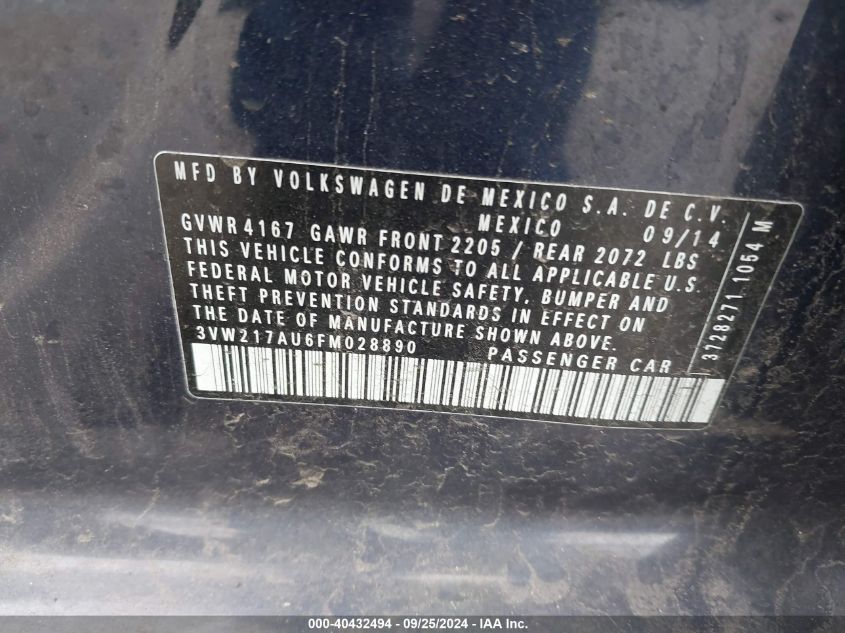 MFD BY VOLKSWAGEN DE MEXICO S.A. DE C.V.
MEXICO 09/14
GVWR 4167 GAWR FRONT 2205 / REAR 2072 LBS
THIS VEHICLE CONFORMS TO ALL APPLICABLE U.S.
FEDERAL MOTOR VEHICLE SAFETY, BUMPER AND
THEFT PREVENTION STANDARDS IN EFFECT ON
THE DATE OF MANUFACTURE SHOWN ABOVE.
3VW217AU6FM028890 PASSENGER CAR
3728271 1054 M
000-40432494 - 09/25/2024 - IAA Inc.